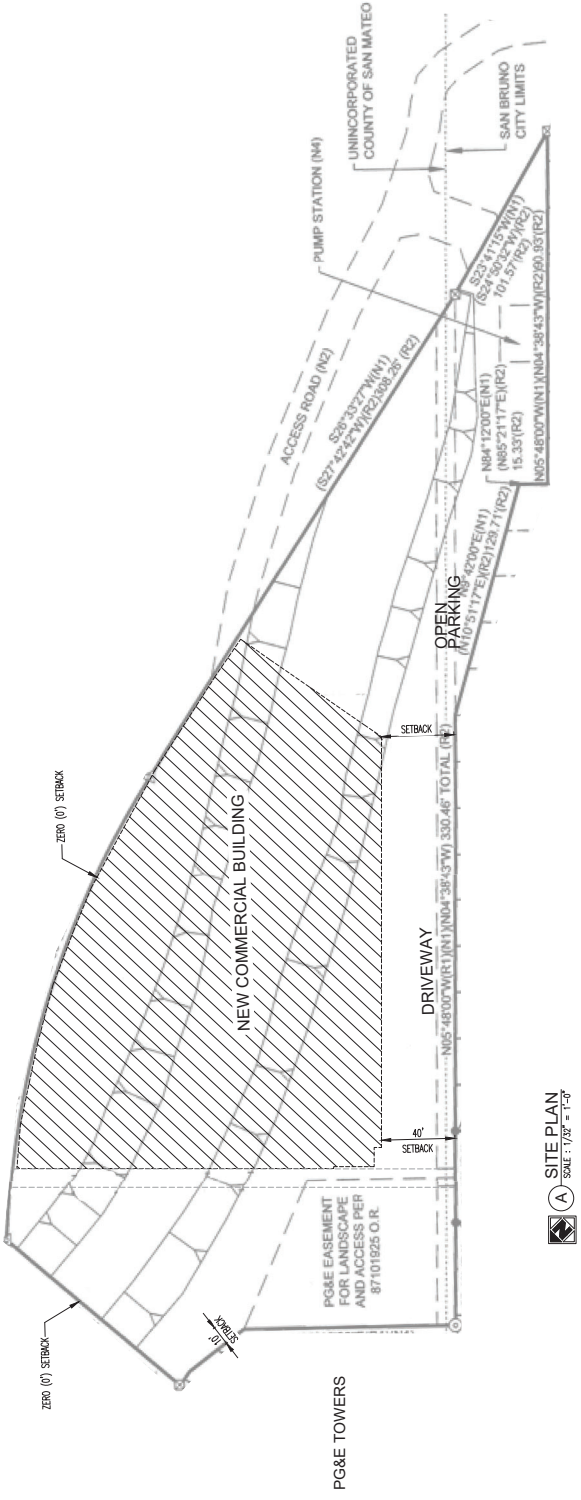 UNINCORPORATED
COUNTY OF SAN MATEO
PUMP STATION (N4)
SAN BRUNO
CITY LIMITS
ACCESS ROAD (N2)
S26°33'27"W(N1)
(S27°42'42"W)(R2)308.26' (R2)
S23°41'15"W(N1)
(S24°50'32"W)(R2)
101.57'(R2)
N84°12'00"E(N1)
(N85°21'17"E)(R2)
15.33'(R2)
N05°48'00"W(N1)(N04°38'43"W)(R2)90.93'(R2)
N9°42'00"E(N1)
(N10°51'17"E)(R2)129.71'(R2)
OPEN
PARKING
SETBACK
ZERO (0') SETBACK
NEW COMMERCIAL BUILDING
DRIVEWAY
N05°48'00"W(R1)(N1)(N04°38'43"W) 330.46' TOTAL (R2)
40'
SETBACK
ZERO (0') SETBACK
10'
SETBACK
PG&E EASEMENT
FOR LANDSCAPE
AND ACCESS PER
87101925 O.R.
PG&E TOWERS
A SITE PLAN
SCALE : 1/32" = 1'-0"